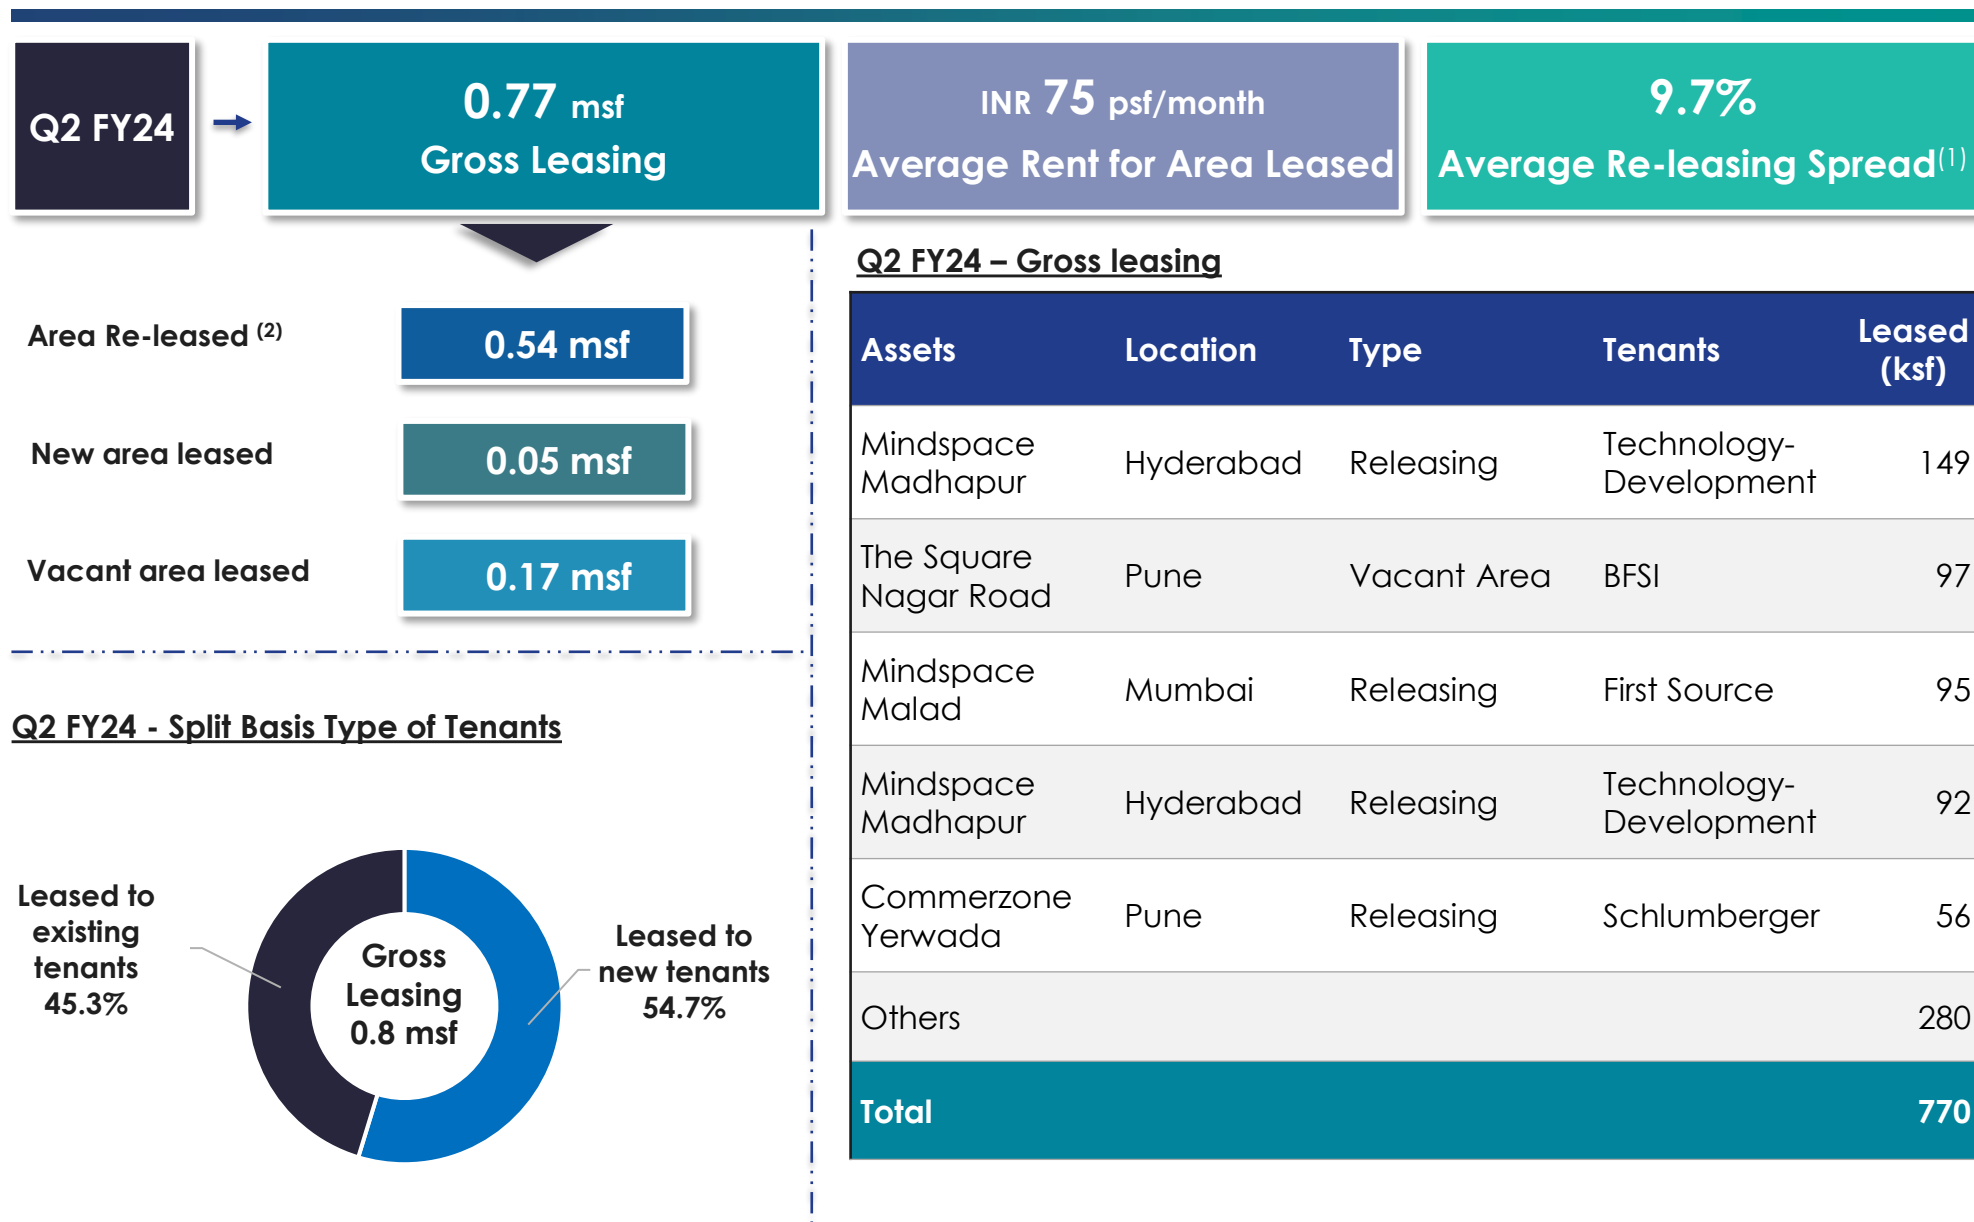 Q2 FY24
0.77 msf
Gross Leasing
INR 75 psf/month
Average Rent for Area Leased
9.7%
Average Re-leasing Spread(1)
Area Re-leased (2)
0.54 msf
New area leased
0.05 msf
Vacant area leased
0.17 msf
Q2 FY24 - Split Basis Type of Tenants
Leased to
existing
tenants
45.3%
Gross
Leasing
0.8 msf
Leased to
new tenants
54.7%
Q2 FY24 – Gross leasing
Assets Location Type Tenants Leased
(ksf)
Mindspace
Madhapur Hyderabad Releasing Technology-
Development 149
The Square
Nagar Road Pune Vacant Area BFSI 97
Mindspace
Malad Mumbai Releasing First Source 95
Mindspace
Madhapur Hyderabad Releasing Technology-
Development 92
Commerzone
Yerwada Pune Releasing Schlumberger 56
Others 280
Total 770